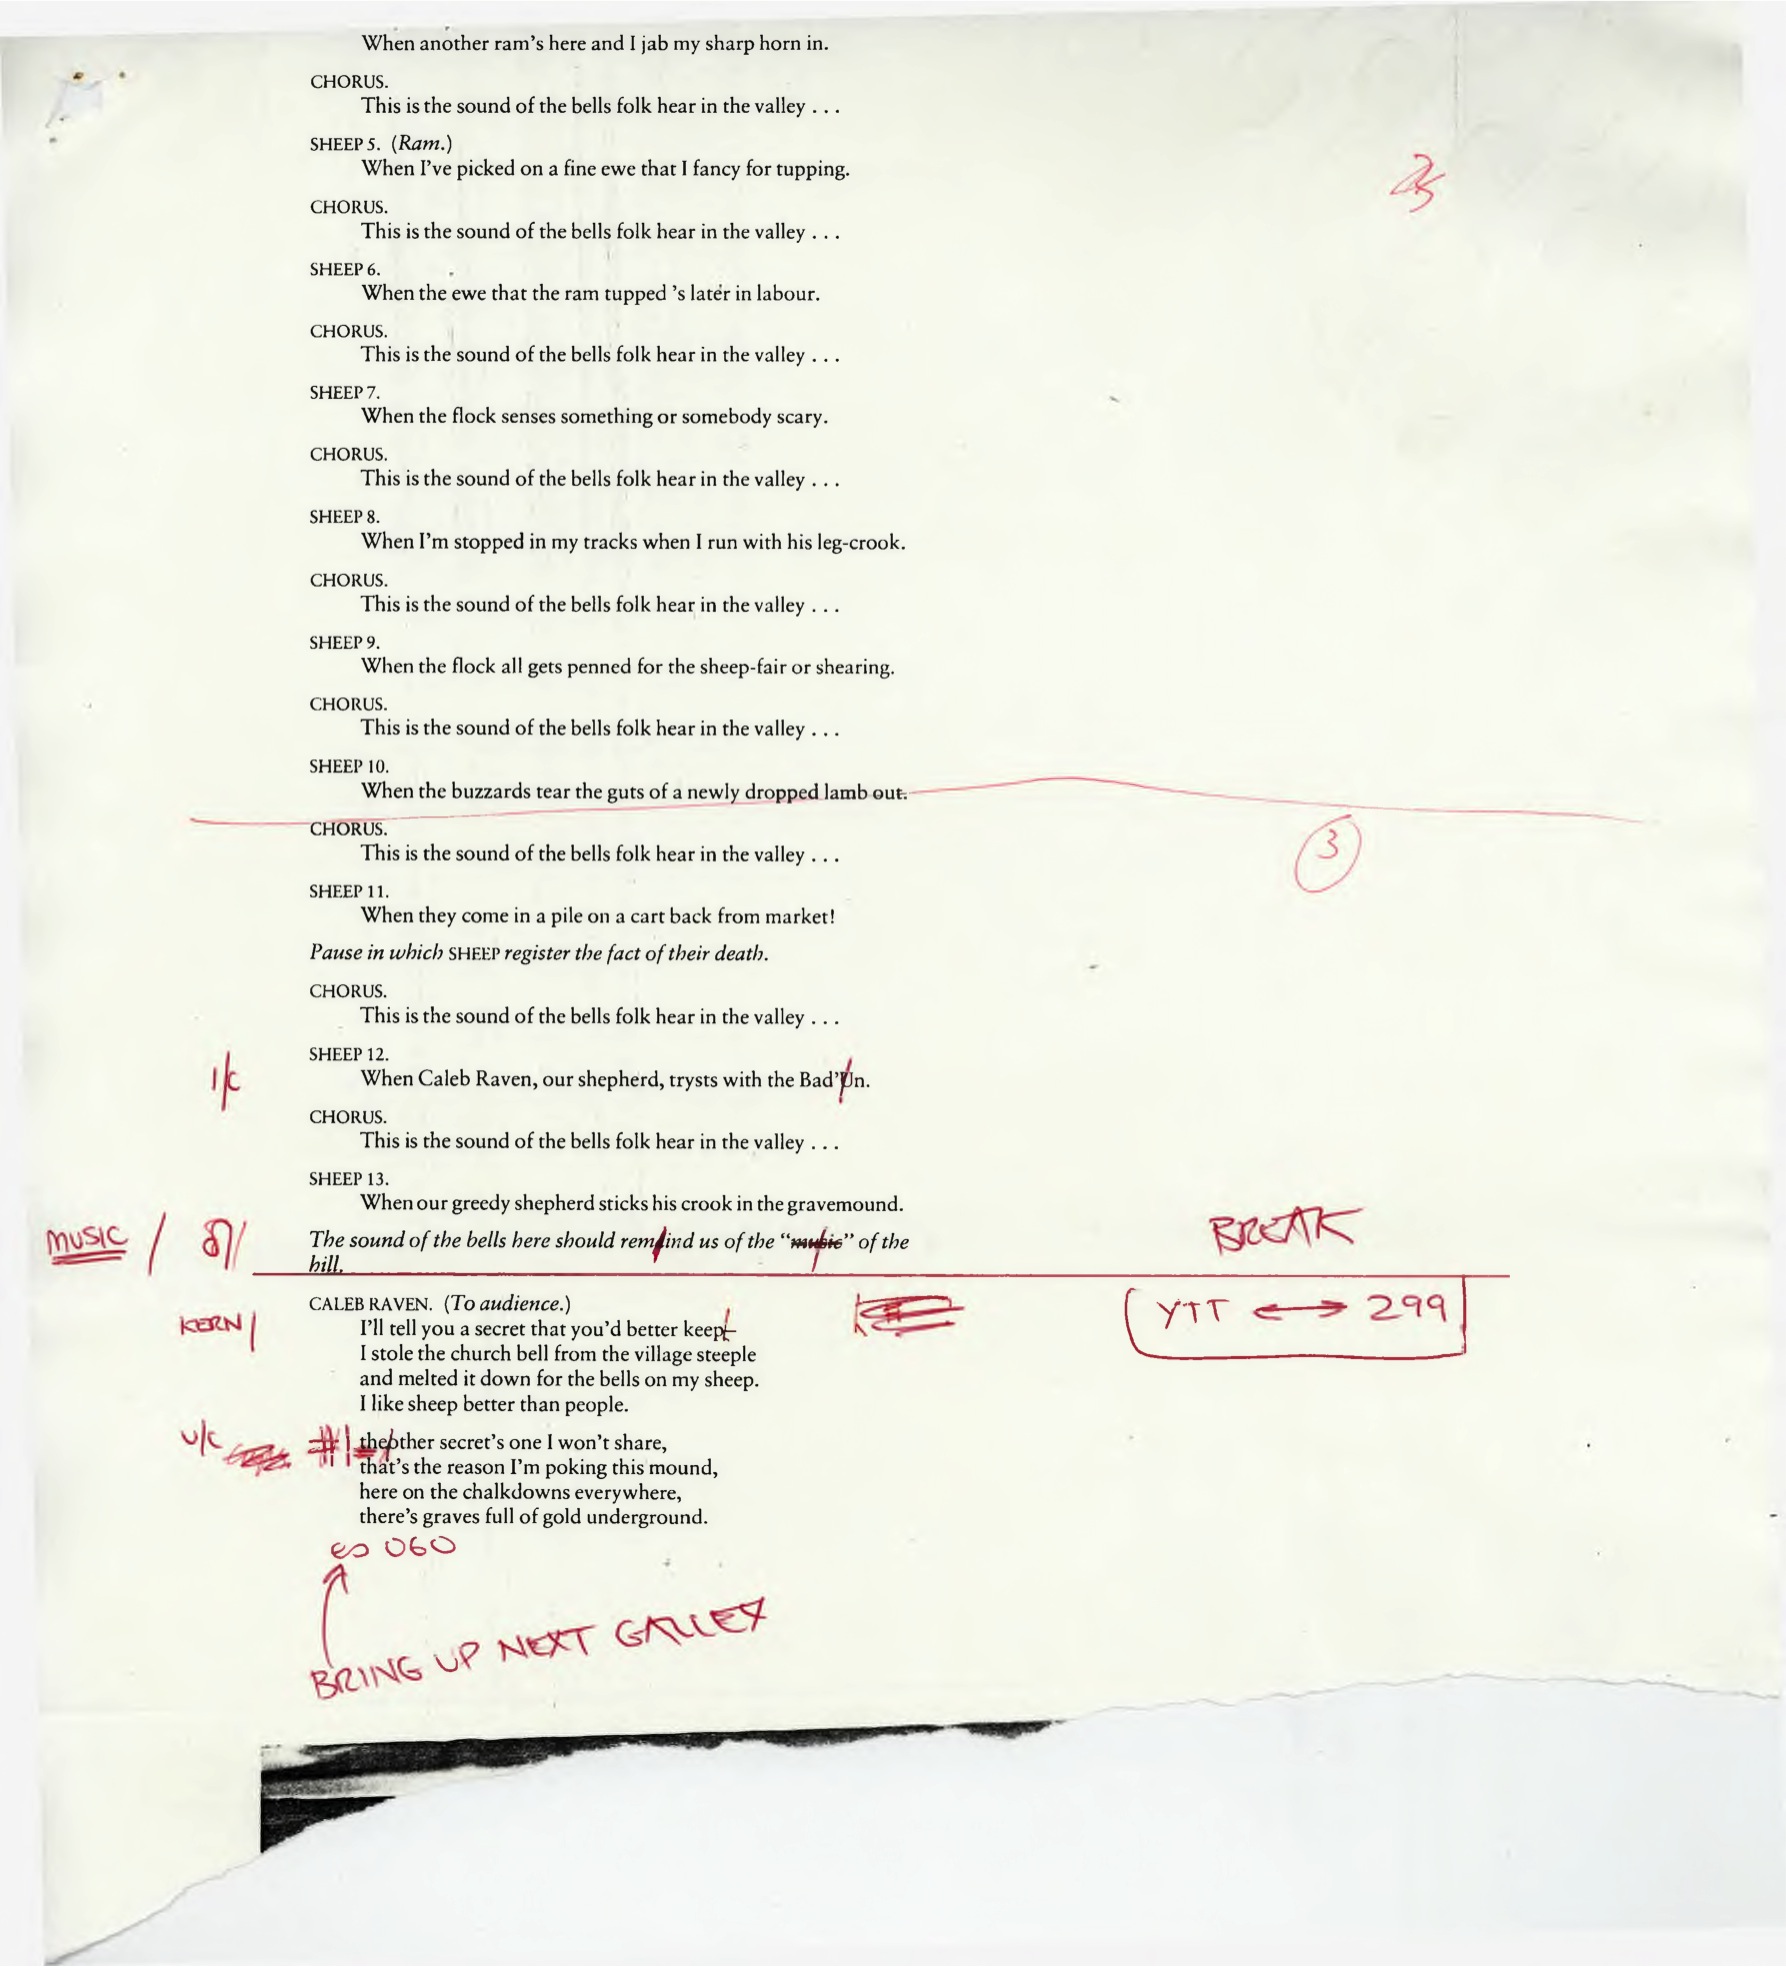 When another ram's here and I jab my sharp horn in.
CHORUS.
This is the sound of the bells folk hear in the valley . . .
SHEEP 5. (Ram.)
When I've picked on a fine ewe that I fancy for tupping.
25
CHORUS.
This is the sound of the bells folk hear in the valley . . .
SHEEP 6.
When the ewe that the ram tupped 's later in labour.
CHORUS.
This is the sound of the bells folk hear in the valley . . .
SHEEP 7.
When the flock senses something or somebody scary.
CHORUS.
This is the sound of the bells folk hear in the valley . . .
SHEEP 8.
When I'm stopped in my tracks when I run with his leg-crook.
CHORUS.
This is the sound of the bells folk hear in the valley . . .
SHEEP 9.
When the flock all gets penned for the sheep-fair or shearing.
CHORUS.
This is the sound of the bells folk hear in the valley . . .
SHEEP 10.
When the buzzards tear the guts of a newly dropped lamb out.
CHORUS.
3
This is the sound of the bells folk hear in the valley . . .
SHEEP 11.
When they come in a pile on a cart back from market!
Pause in which SHEEP register the fact of their death.
CHORUS.
This is the sound of the bells folk hear in the valley . . .
SHEEP 12.
l/c When Caleb Raven, our shepherd, trysts with the Bad'Un.
CHORUS.
This is the sound of the bells folk hear in the valley . . .
SHEEP 13.
When our greedy shepherd sticks his crook in the gravemound.
BREAK
MUSIC / The sound of the bells here should remaind us of the "music" of the
hill.
CALEB RAVEN. (To audience.)
YTT ↔ 299
KERN/ I'll tell you a secret that you'd better keep.
I stole the church bell from the village steeple
and melted it down for the bells on my sheep.
I like sheep better than people.
u/c # the other secret's one I won't share,
that's the reason I'm poking this mound,
here on the chalkdowns everywhere,
there's graves full of gold underground.
060
BRING UP NEXT GALLEY